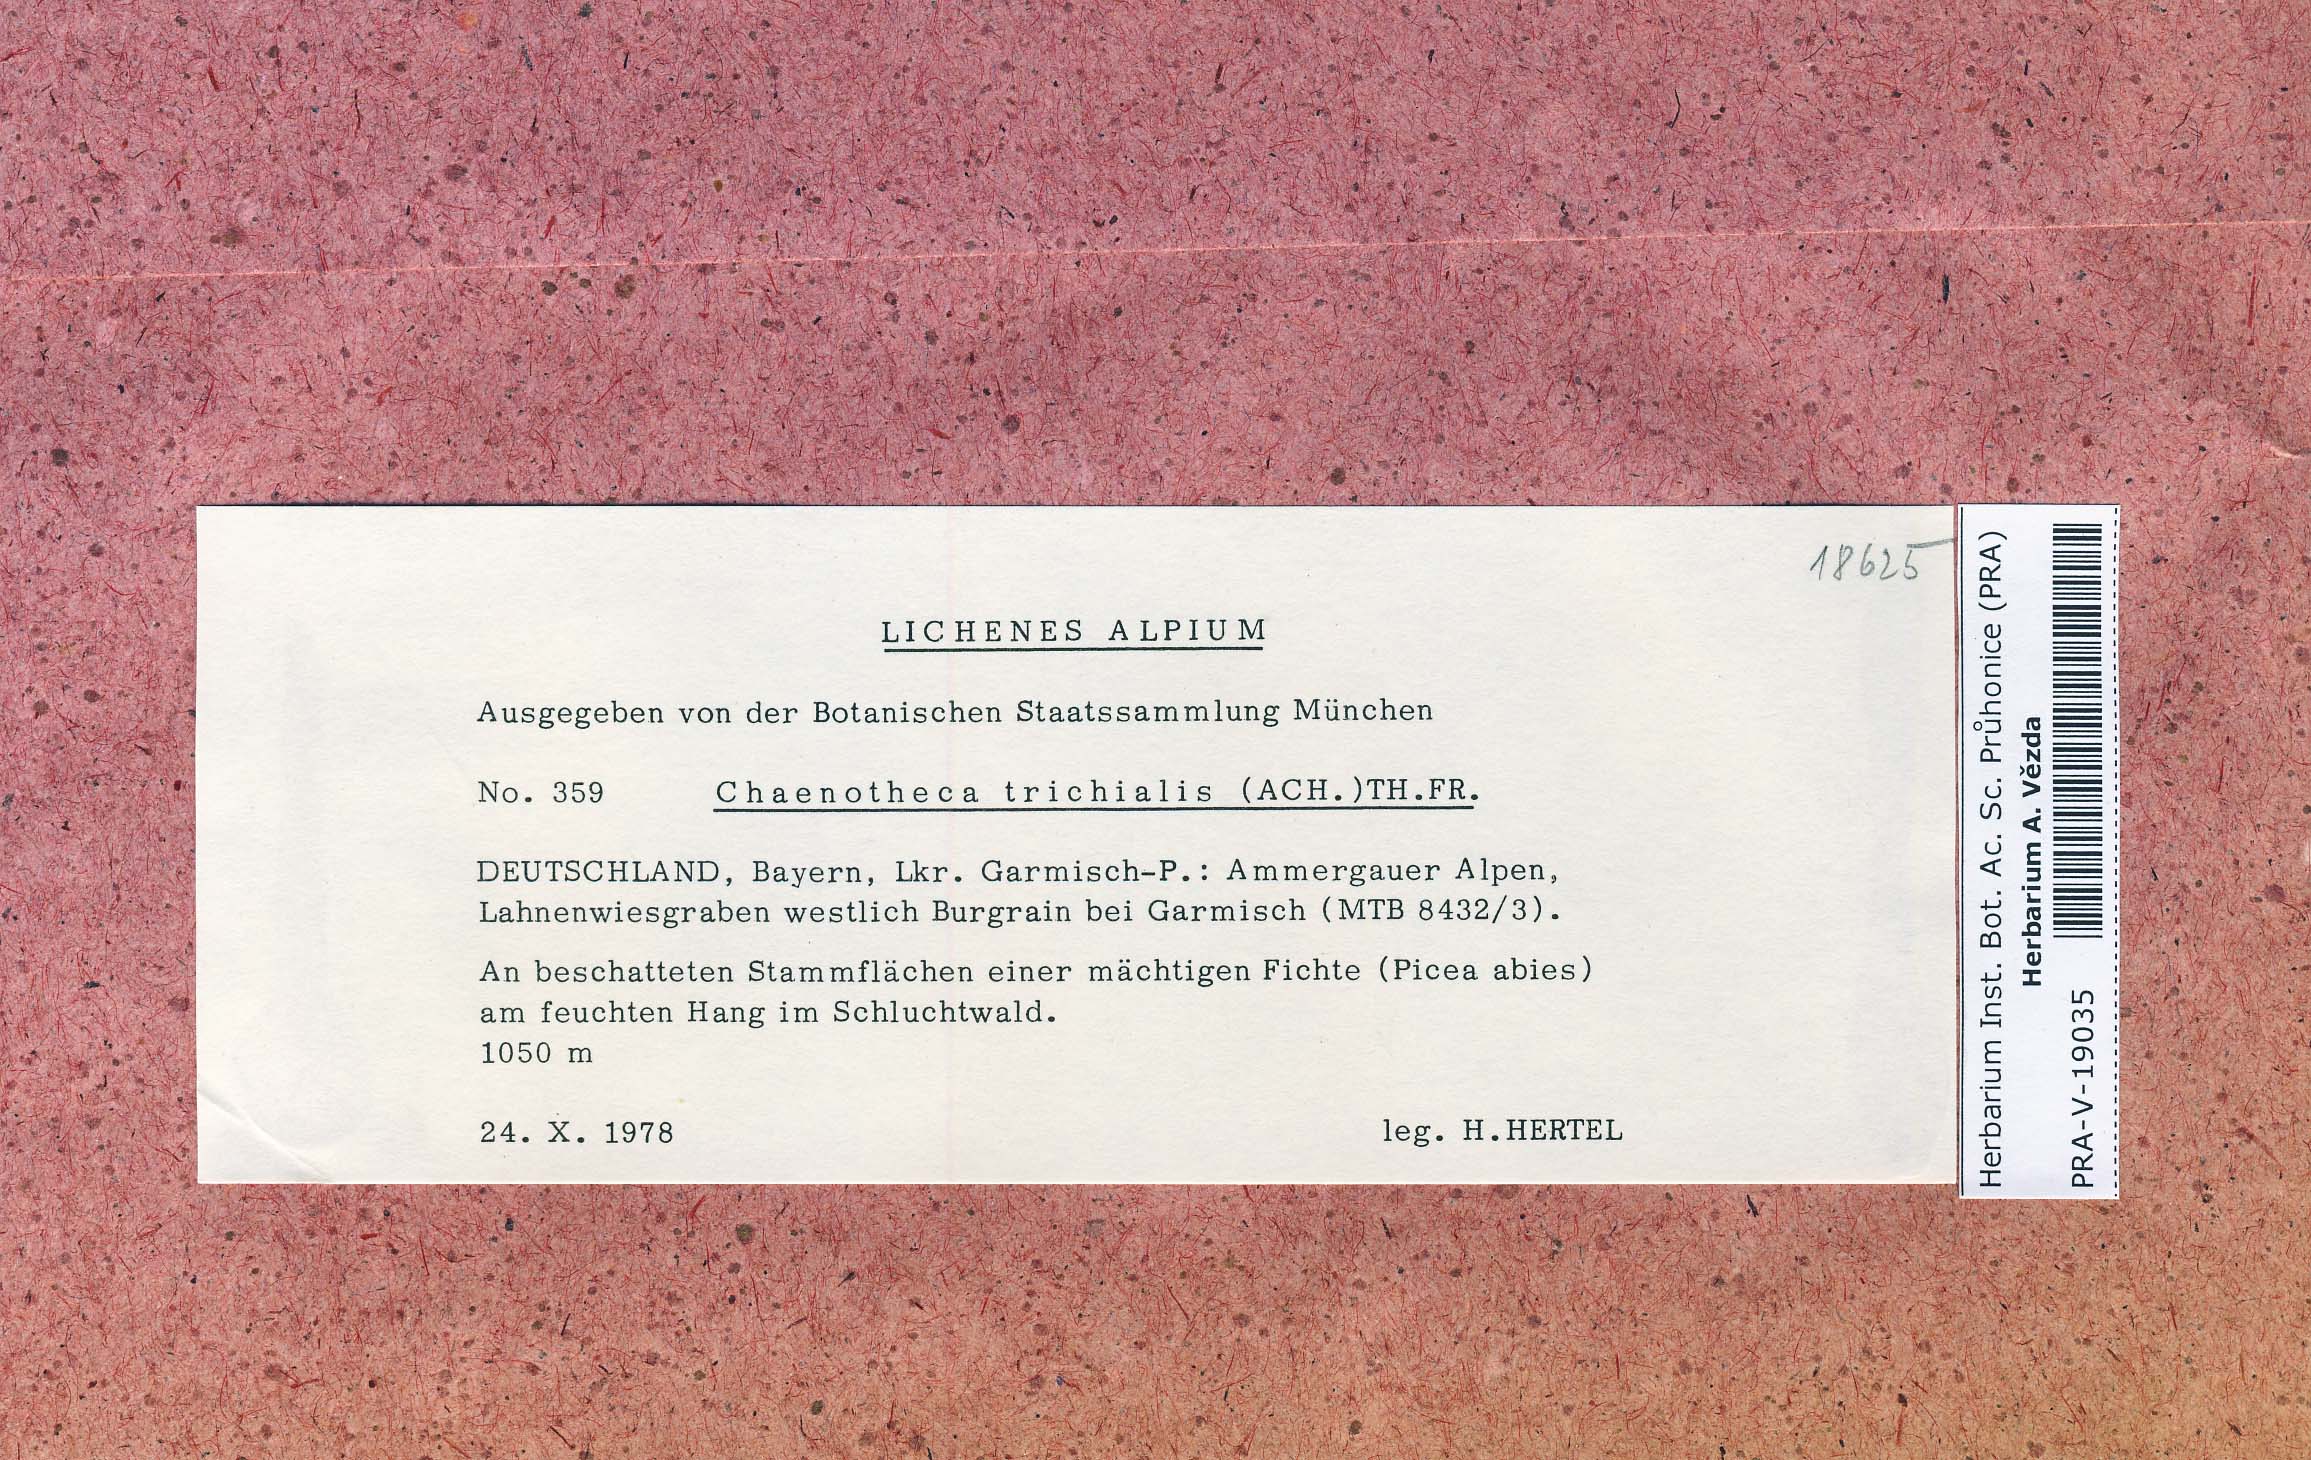 18625
LICHENES ALPIUM
Ausgegeben von der Botanischen Staatssammlung München
No. 359 Chaenotheca trichialis (ACH.)TH.FR.
DEUTSCHLAND, Bayern, Lkr. Garmisch-P.: Ammergauer Alpen,
Lahnenwiesgraben westlich Burgrain bei Garmisch (MTB 8432/3).
An beschatteten Stammflächen einer mächtigen Fichte (Picea abies)
am feuchten Hang im Schluchtwald.
1050 m
24. X. 1978 leg. H.HERTEL
Herbarium Inst. Bot. Ac. Sc. Průhonice (PRA)
Herbarium A. Vězda
PRA-V-19035